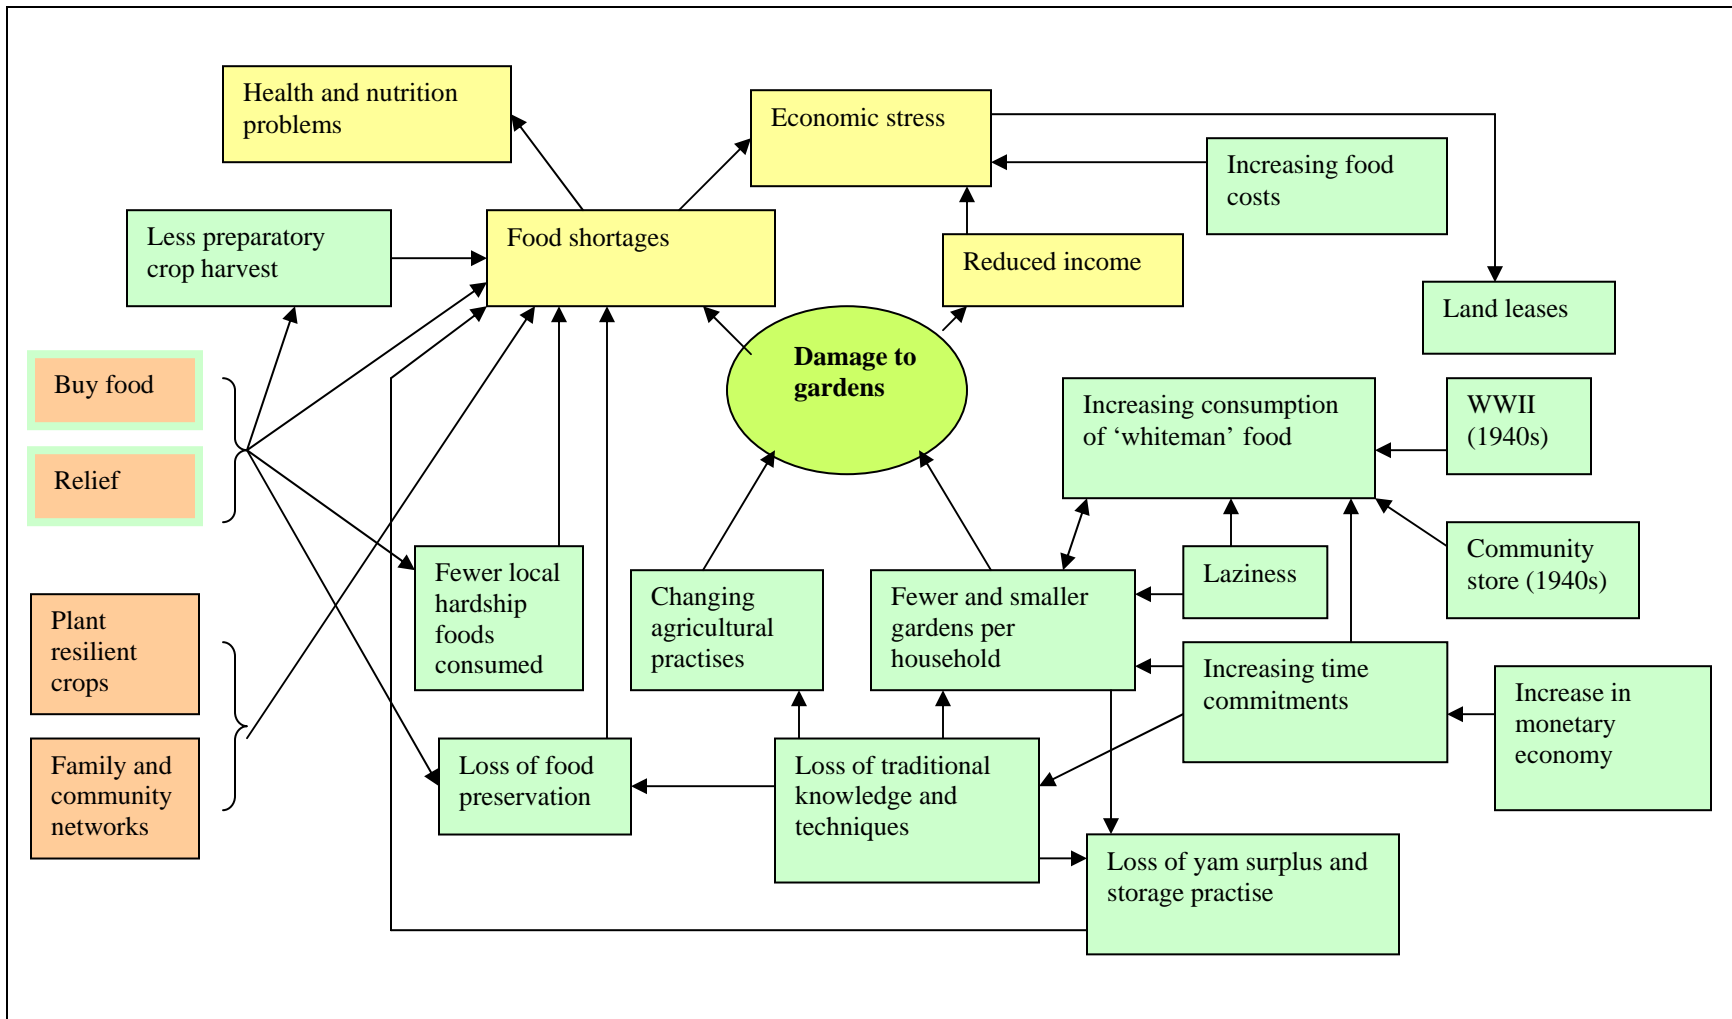 Health and nutrition
problems
Economic stress
Increasing food
costs
Less preparatory
crop harvest
Food shortages
Reduced income
Land leases
Damage to
gardens
Buy food
Relief
Increasing consumption
of ‘whiteman’ food
WWII
(1940s)
Community
store (1940s)
Fewer local
hardship
foods
consumed
Changing
agricultural
practises
Fewer and smaller
gardens per
household
Laziness
Plant
resilient
crops
Increasing time
commitments
Increase in
monetary
economy
Family and
community
networks
Loss of food
preservation
Loss of traditional
knowledge and
techniques
Loss of yam surplus and
storage practise